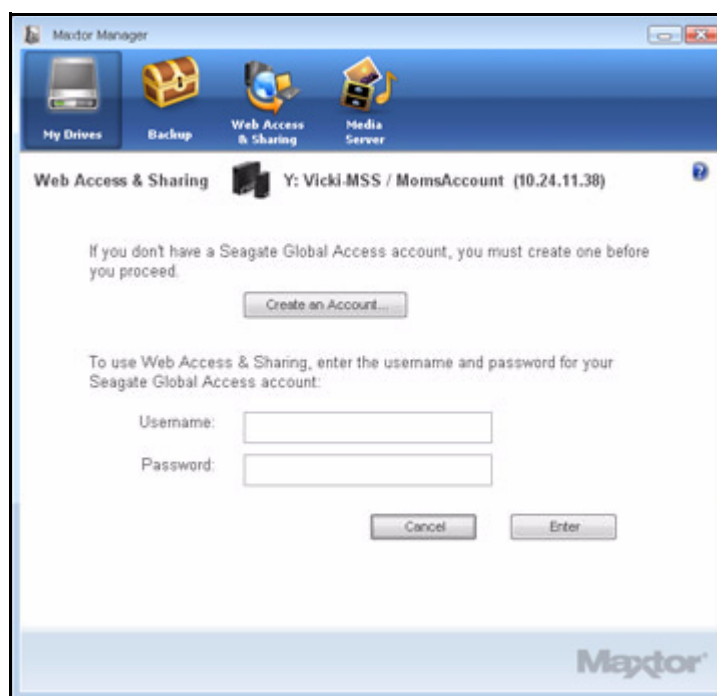 Maxtor Manager
My Drives
Backup
Web Access
& Sharing
Media
Server
Web Access & Sharing
Y: Vicki-MSS / MomsAccount (10.24.11.38)
If you don't have a Seagate Global Access account, you must create one before
you proceed.
Create an Account...
To use Web Access & Sharing, enter the username and password for your
Seagate Global Access account:
Username:
Password:
Cancel
Enter
Maxtor